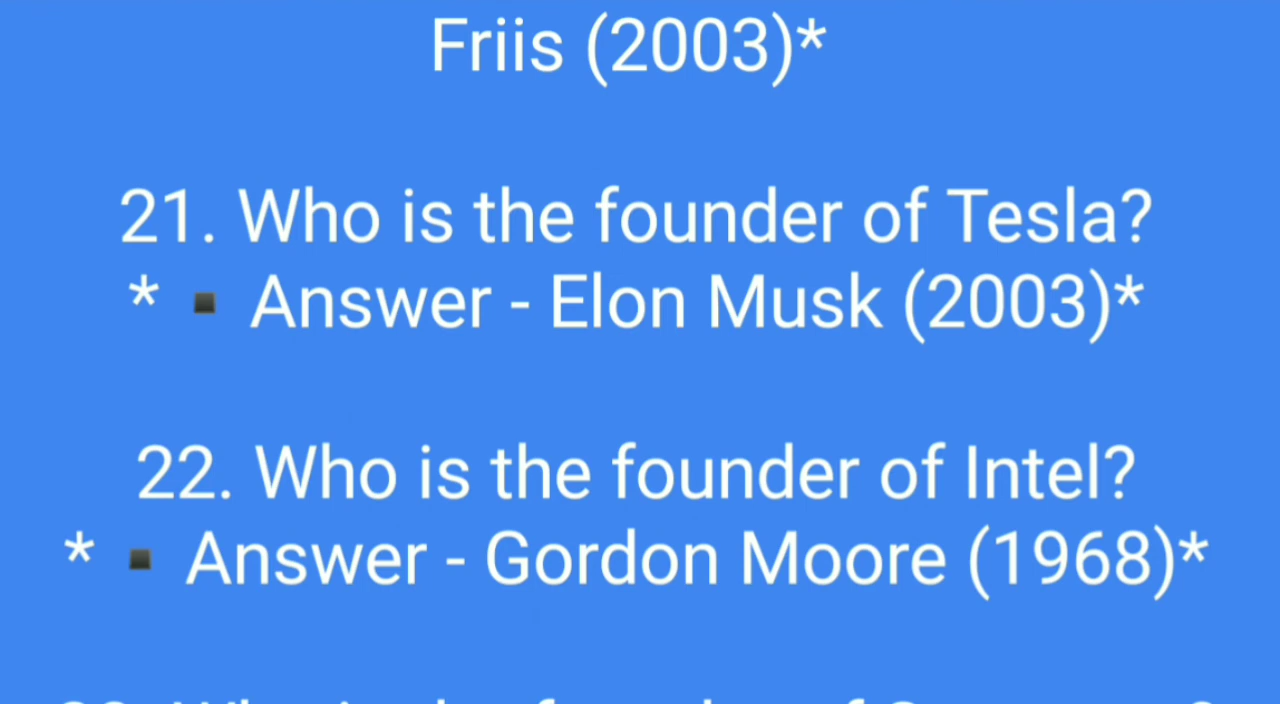 Friis (2003)*
21. Who is the founder of Tesla?
* ▪ Answer - Elon Musk (2003)*
22. Who is the founder of Intel?
* ▪ Answer - Gordon Moore (1968)*